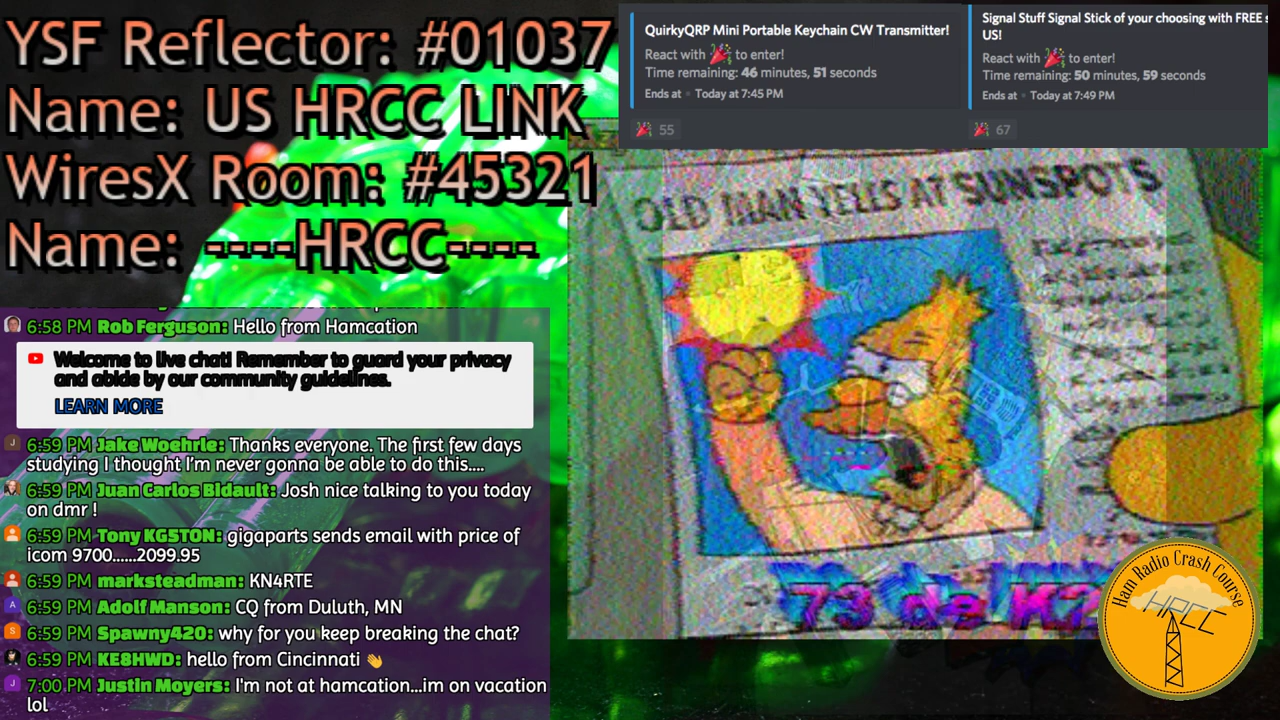 YSF Reflector: #01037
Name: US HRCC LINK
WiresX Room: #45321
Name: ----HRCC----
QuirkyQRP Mini Portable Keychain CW Transmitter!
React with 🎉 to enter!
Time remaining: 46 minutes, 51 seconds
Ends at • Today at 7:45 PM
🎉 55
Signal Stuff Signal Stick of your choosing with FREE s
US!
React with 🎉 to enter!
Time remaining: 50 minutes, 59 seconds
Ends at • Today at 7:49 PM
🎉 67
6:58 PM Rob Ferguson: Hello from Hamcation
Welcome to live chat! Remember to guard your privacy
and abide by our community guidelines.
LEARN MORE
J 6:59 PM Jake Woehrle: Thanks everyone. The first few days
studying I thought I'm never gonna be able to do this....
6:59 PM Juan Carlos Bidault: Josh nice talking to you today
on dmr !
6:59 PM Tony KG5TON: gigaparts sends email with price of
icom 9700......2099.95
6:59 PM marksteadman: KN4RTE
A 6:59 PM Adolf Manson: CQ from Duluth, MN
S 6:59 PM Spawny420: why for you keep breaking the chat?
6:59 PM KE8HWD: hello from Cincinnati 👋
J 7:00 PM Justin Moyers: I'm not at hamcation...im on vacation
lol
OLD MAN YELLS AT SUNSPOTS
73 de K2
Ham Radio Crash Course
HRCC